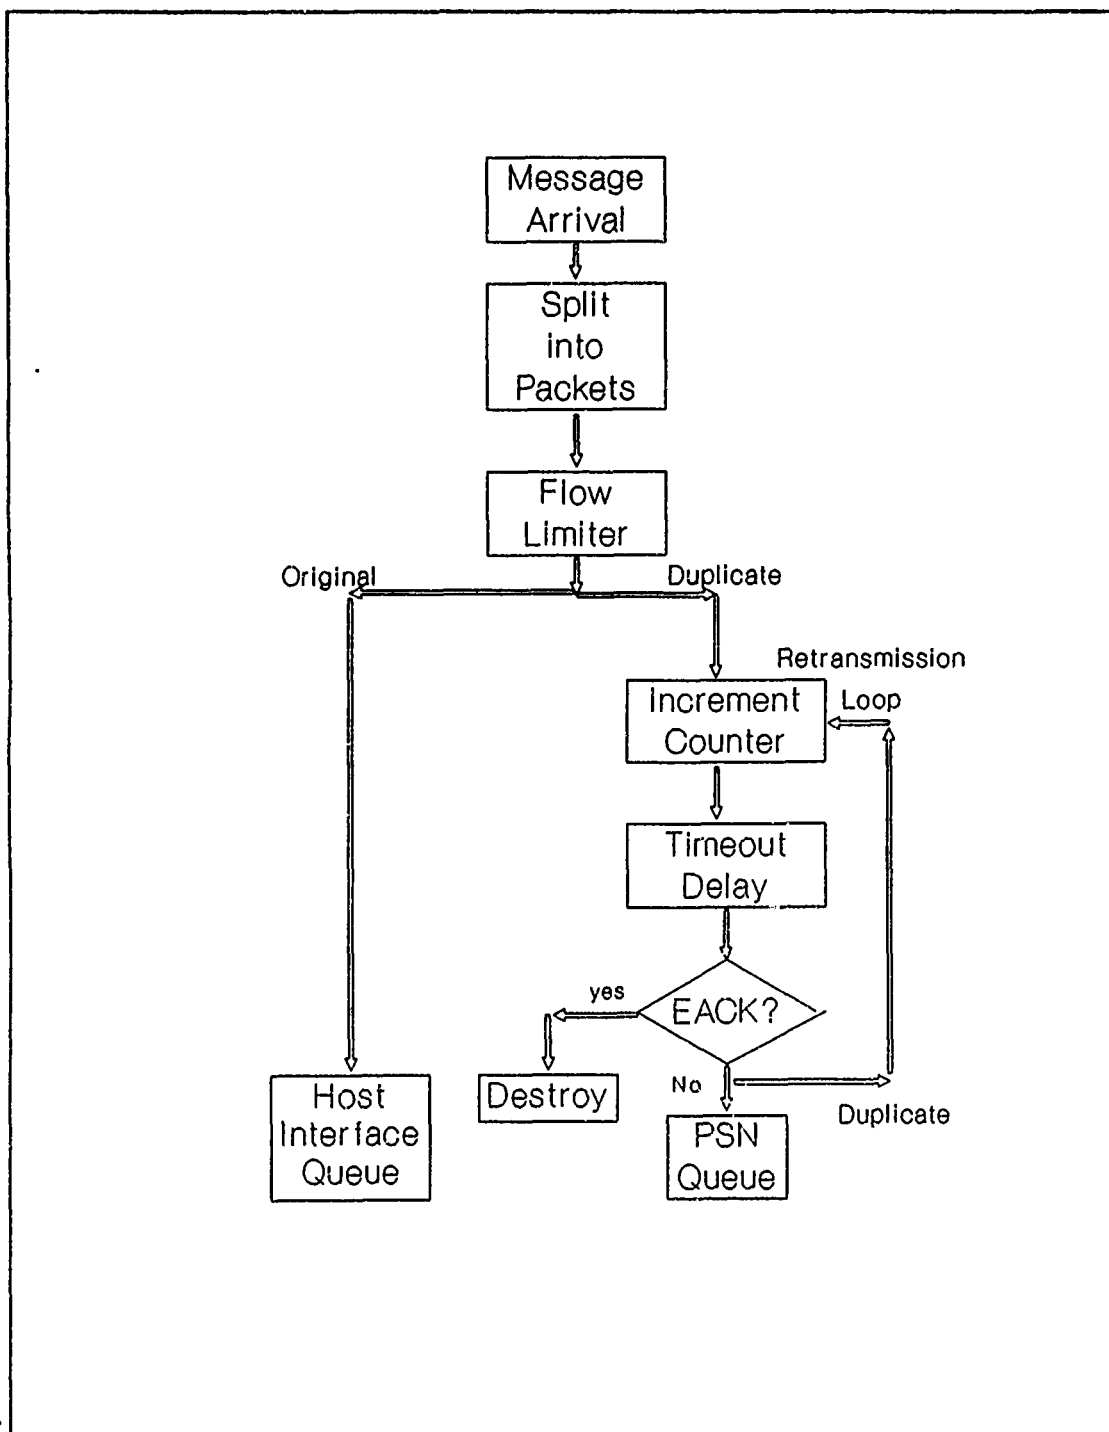 Message
Arrival
Split
into
Packets
Flow
Limiter
Original
Duplicate
Retransmission
Loop
Increment
Counter
Timeout
Delay
EACK?
yes
No
Destroy
Duplicate
Host
Interface
Queue
PSN
Queue